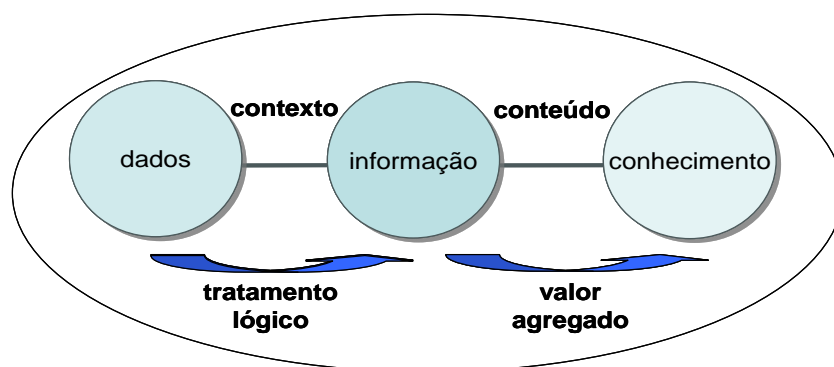 contexto
conteúdo
dados
informação
conhecimento
tratamento
lógico
valor
agregado